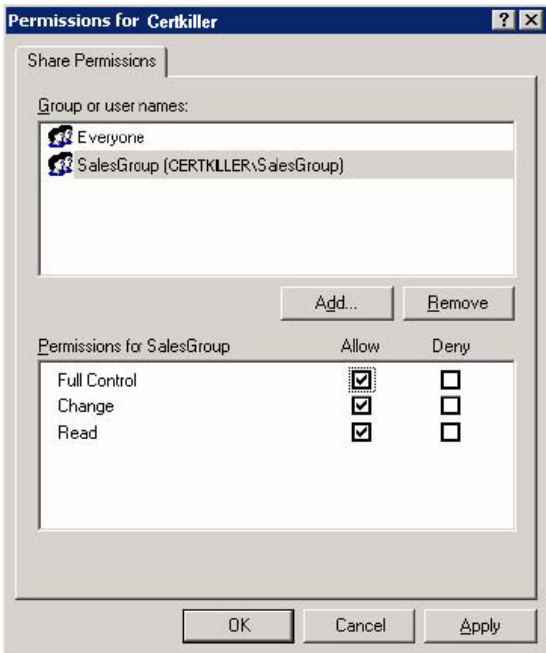 Permissions for Certkiller
Share Permissions
Group or user names:
Everyone
SalesGroup (CERTKLLER\SalesGroup)
Add...
Remove
Permissions for SalesGroup Allow Deny
Full Control
Change
Read
OK
Cancel
Apply